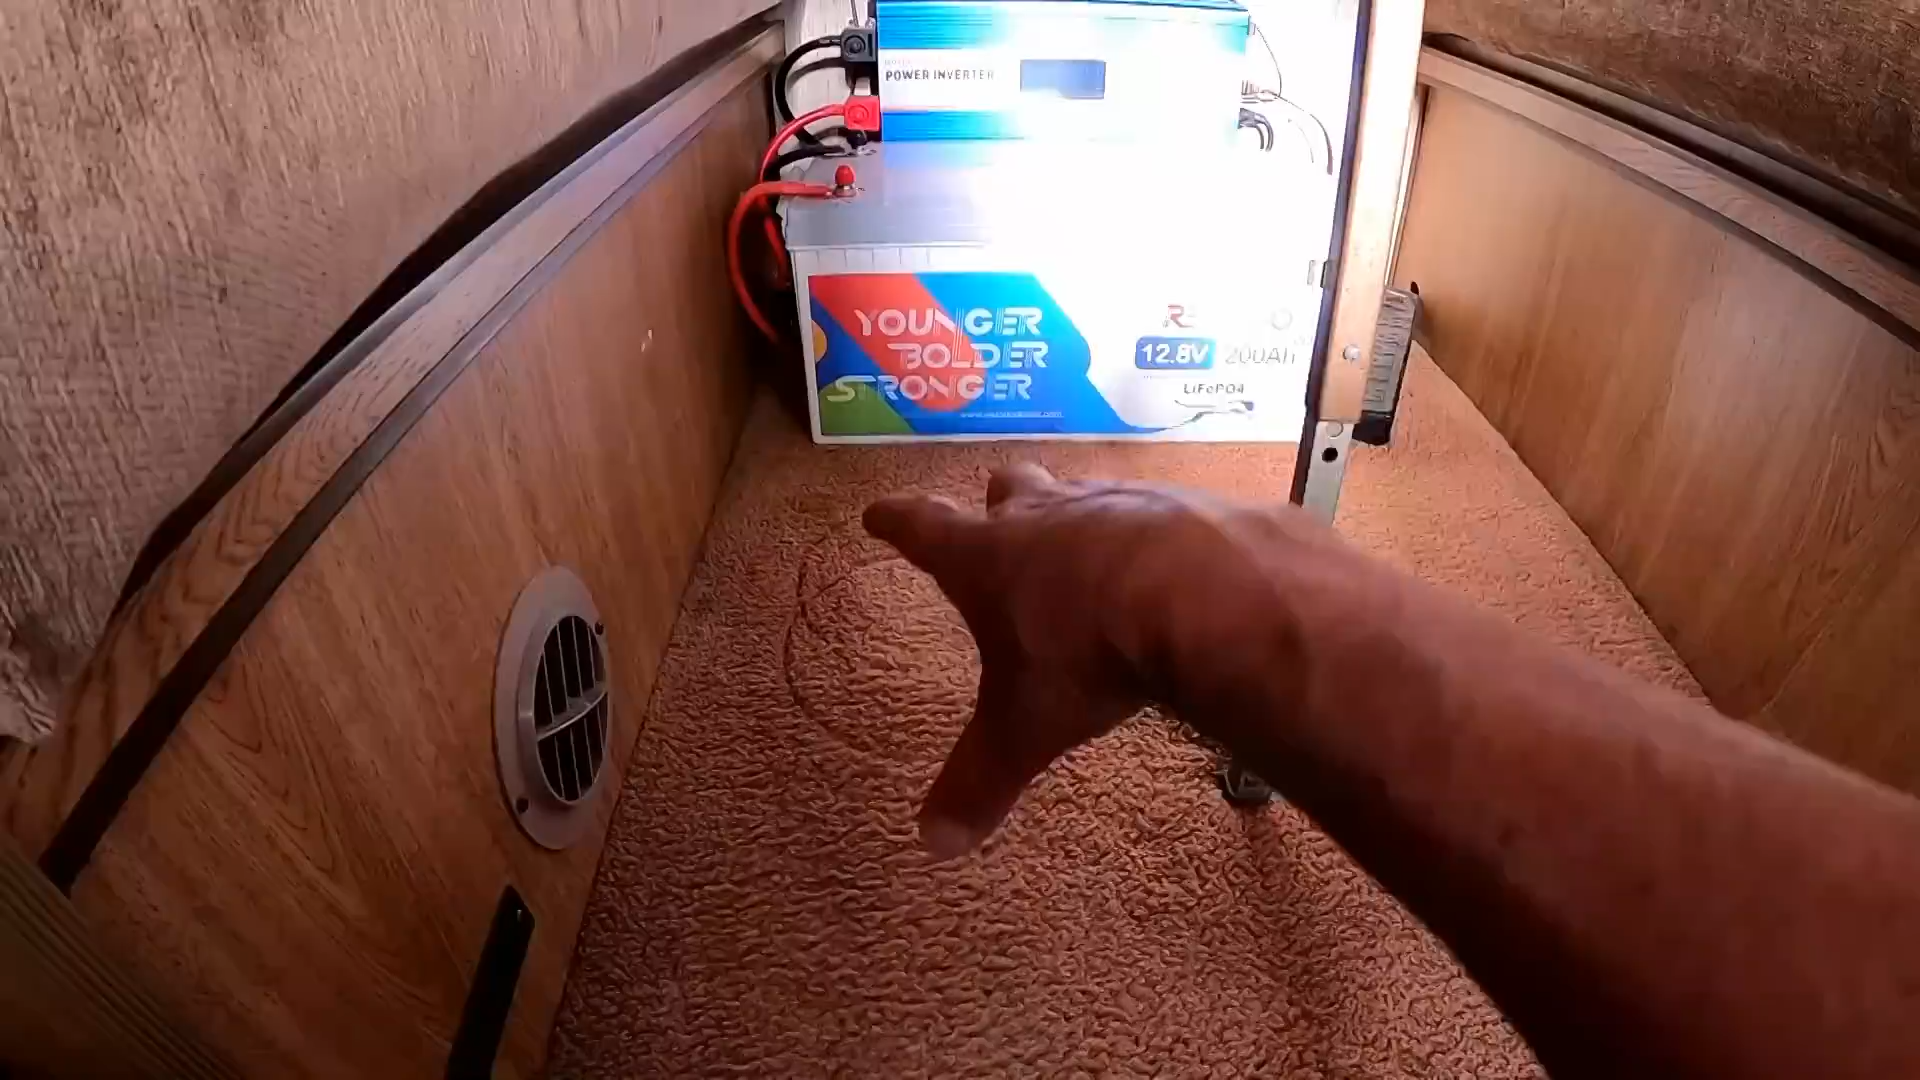 POWER INVERTER
YOUNGER
BOLDER
STRONGER
12.8V 200Ah
LiFePO4